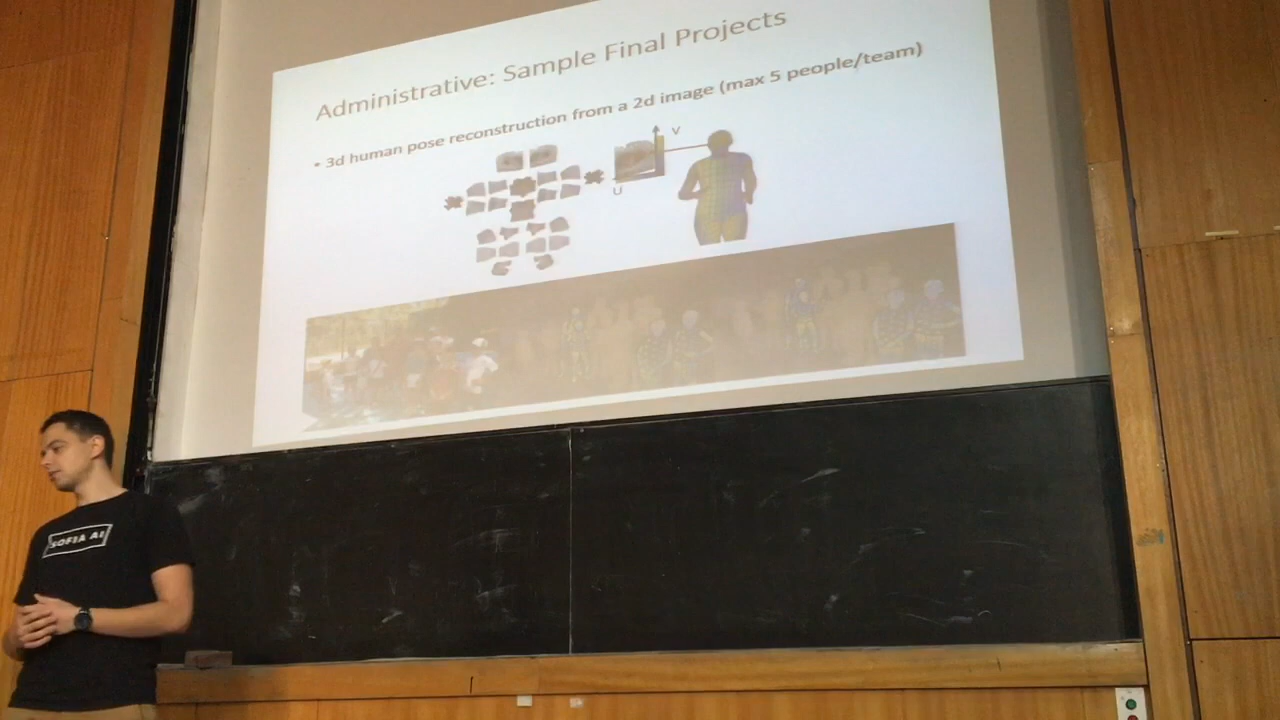 Administrative: Sample Final Projects
• 3d human pose reconstruction from a 2d image (max 5 people/team)
V
U
SOFIA AI